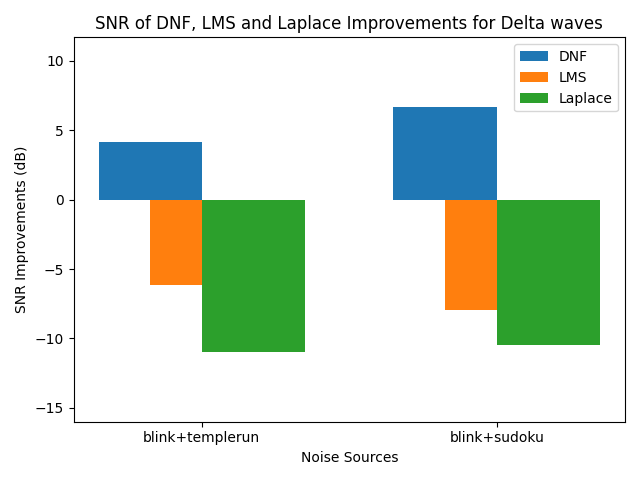 SNR of DNF, LMS and Laplace Improvements for Delta waves
DNF
LMS
Laplace
SNR Improvements (dB)
10
5
0
−5
−10
−15
blink+templerun
blink+sudoku
Noise Sources